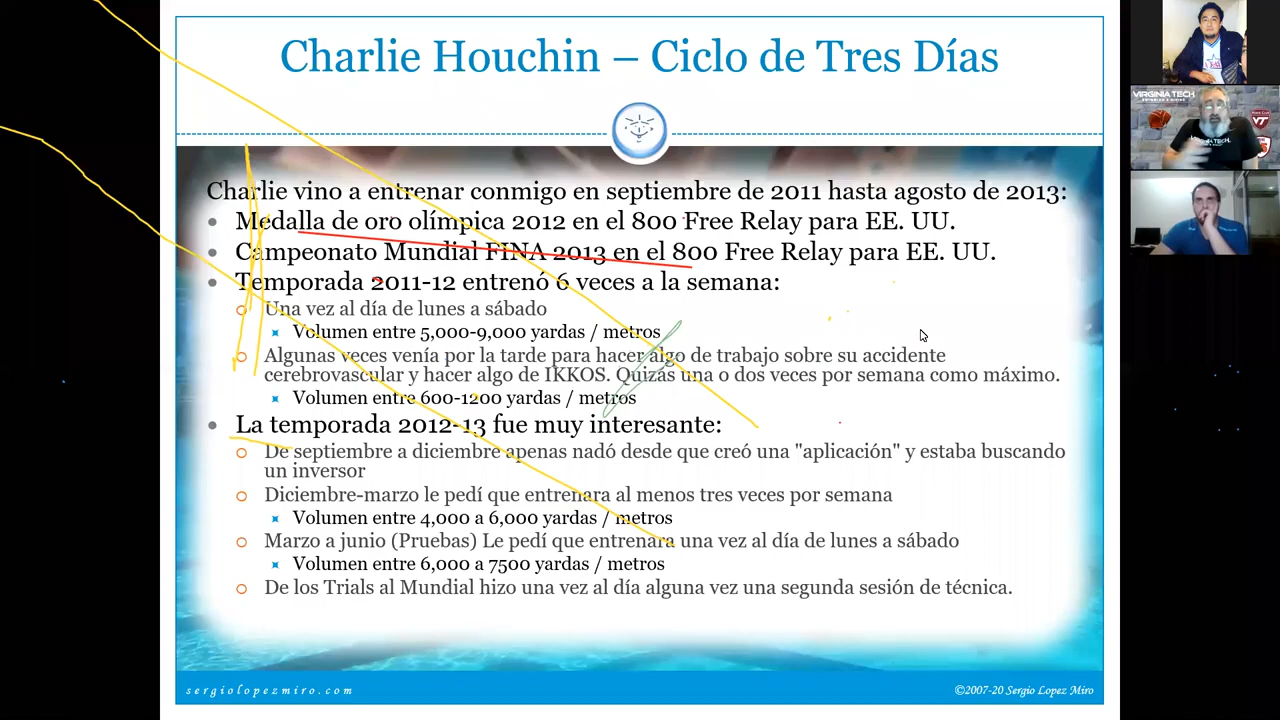 Charlie Houchin – Ciclo de Tres Días
Charlie vino a entrenar conmigo en septiembre de 2011 hasta agosto de 2013:
Medalla de oro olímpica 2012 en el 800 Free Relay para EE. UU.
Campeonato Mundial FINA 2013 en el 800 Free Relay para EE. UU.
Temporada 2011-12 entrenó 6 veces a la semana:
Una vez al día de lunes a sábado
Volumen entre 5,000-9,000 yardas / metros
Algunas veces venía por la tarde para hacer algo de trabajo sobre su accidente
cerebrovascular y hacer algo de IKKOS. Quizás una o dos veces por semana como máximo.
Volumen entre 600-1200 yardas / metros
La temporada 2012-13 fue muy interesante:
De septiembre a diciembre apenas nadó desde que creó una "aplicación" y estaba buscando
un inversor
Diciembre-marzo le pedí que entrenara al menos tres veces por semana
Volumen entre 4,000 a 6,000 yardas / metros
Marzo a junio (Pruebas) Le pedí que entrenara una vez al día de lunes a sábado
Volumen entre 6,000 a 7500 yardas / metros
De los Trials al Mundial hizo una vez al día alguna vez una segunda sesión de técnica.
sergiolopezmiro.com
©2007-20 Sergio Lopez Miro
VIRGINIA TECH
VT
VIRGINIA TECH